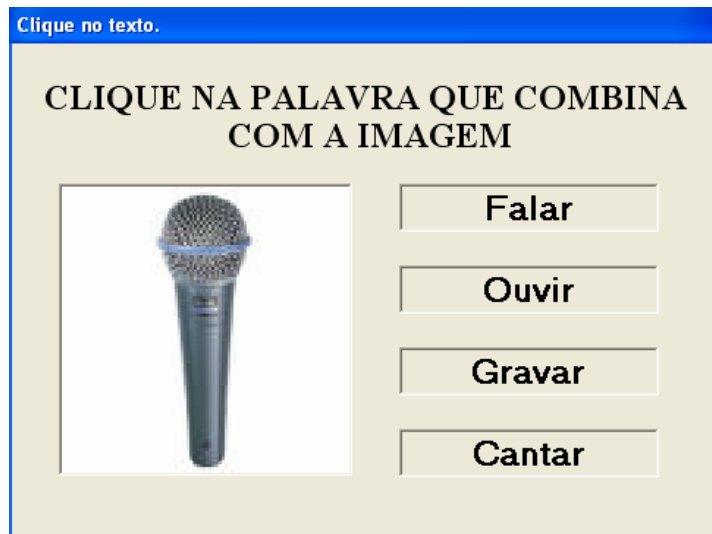 Clique no texto.
CLIQUE NA PALAVRA QUE COMBINA
COM A IMAGEM
Falar
Ouvir
Gravar
Cantar